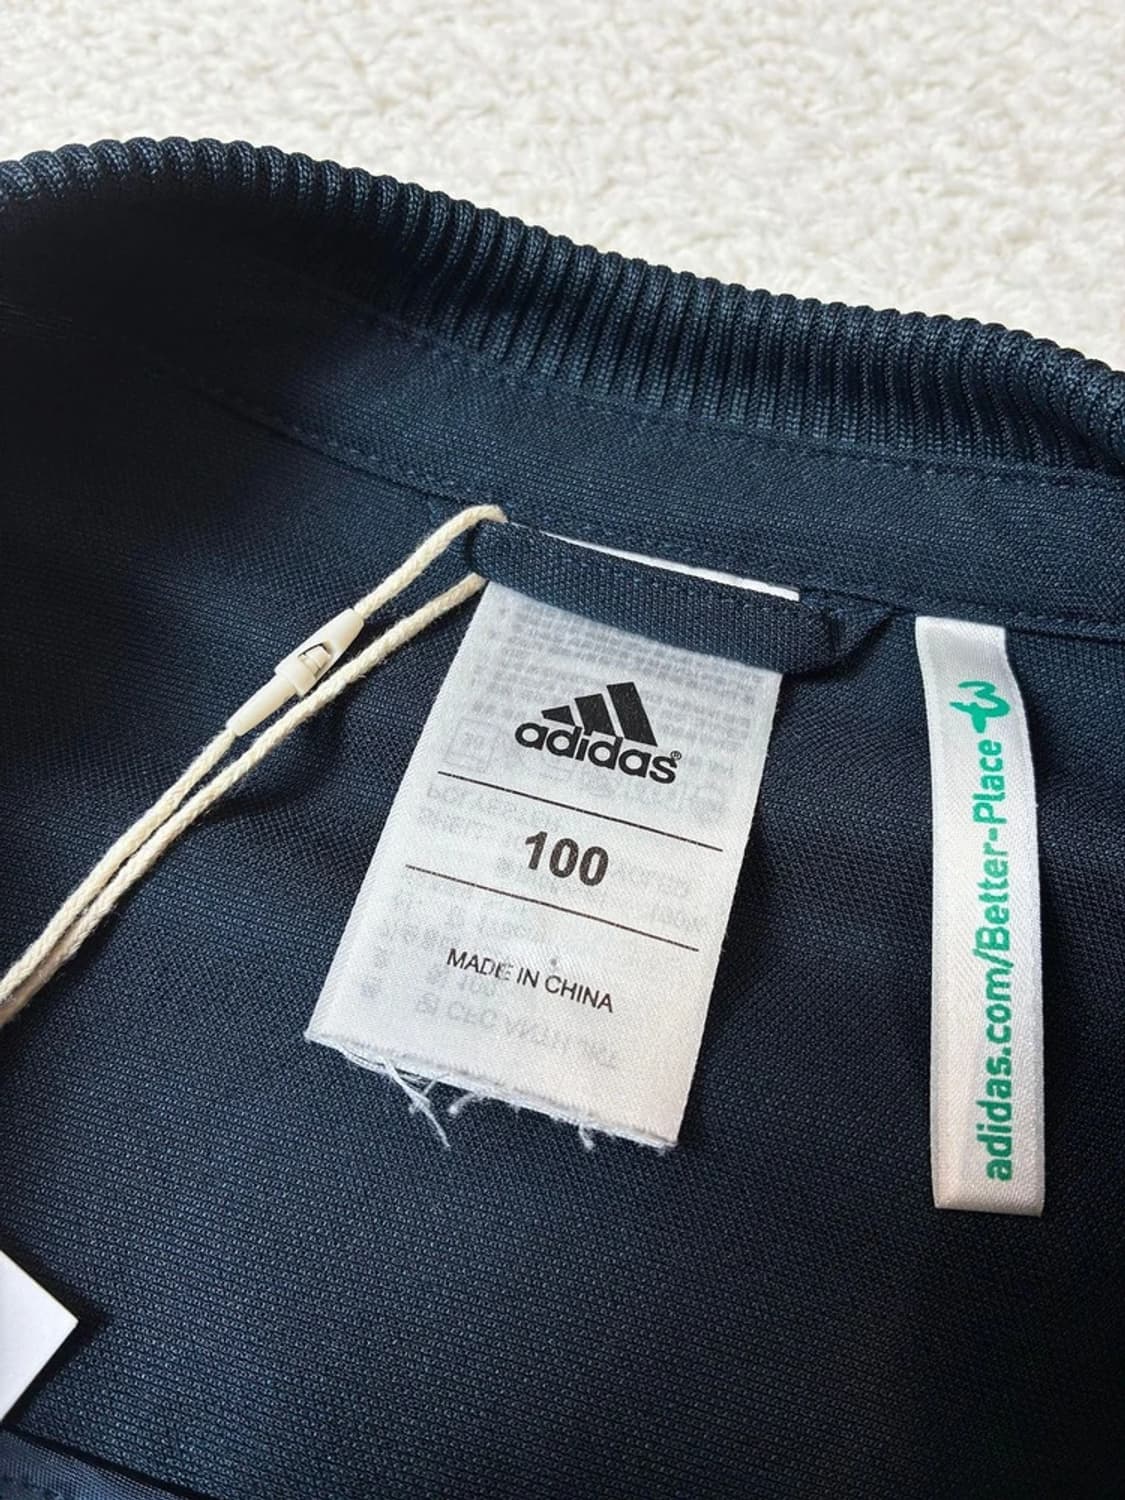 adidas®
100
MADE IN CHINA
adidas.com/Better-Place